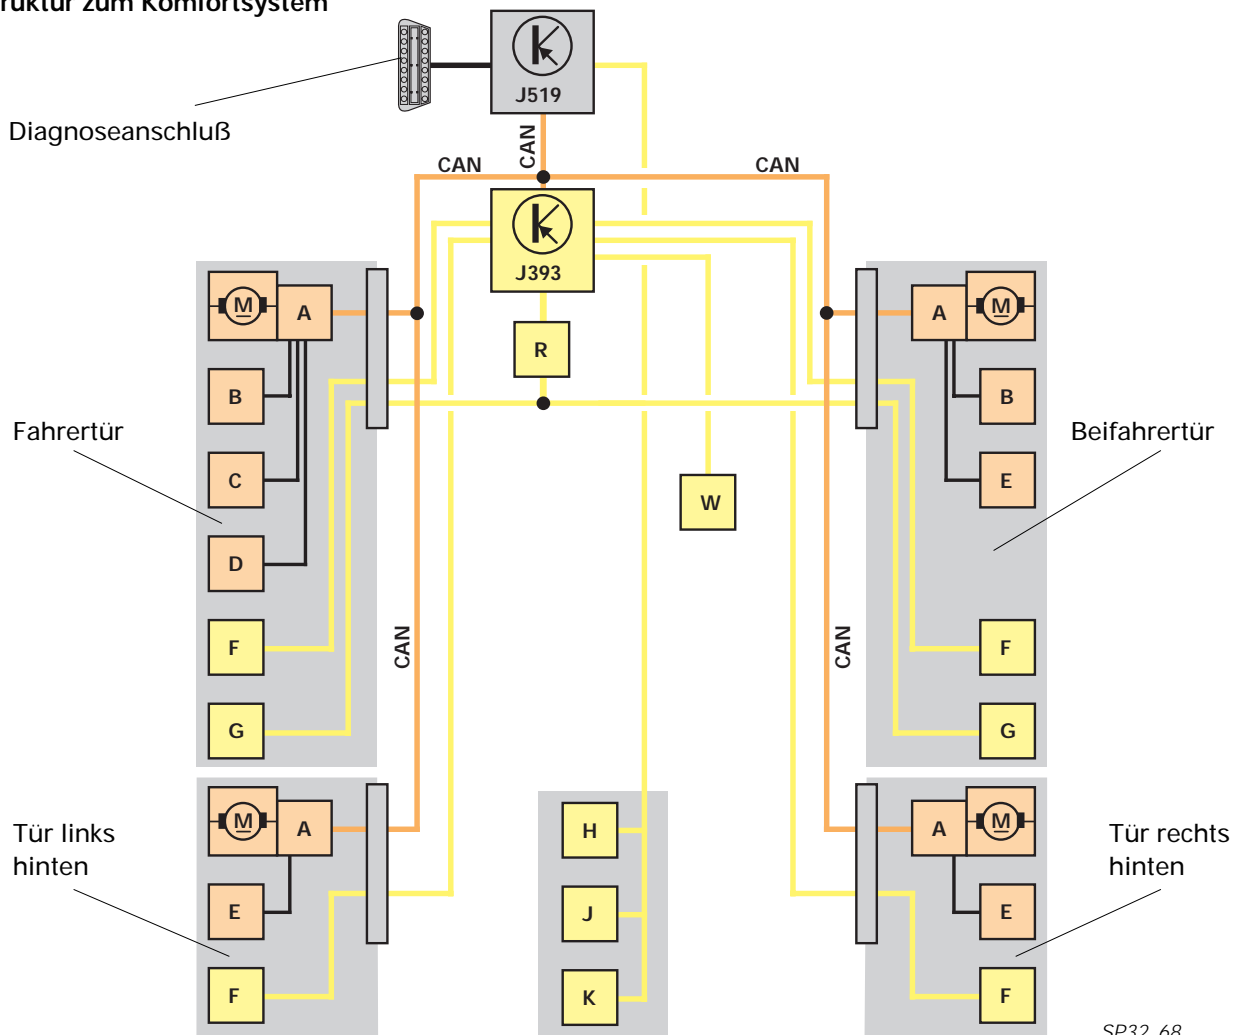 ruktur zum Komfortsystem
J519
Diagnoseanschluß
CAN
CAN
CAN
J393
M
A
A
M
R
B
B
Fahrertür
Beifahrertür
C
E
W
D
F
CAN
CAN
F
G
G
M
A
H
A
M
Tür links
hinten
Tür rechts
hinten
E
J
E
F
K
F
SP32_68